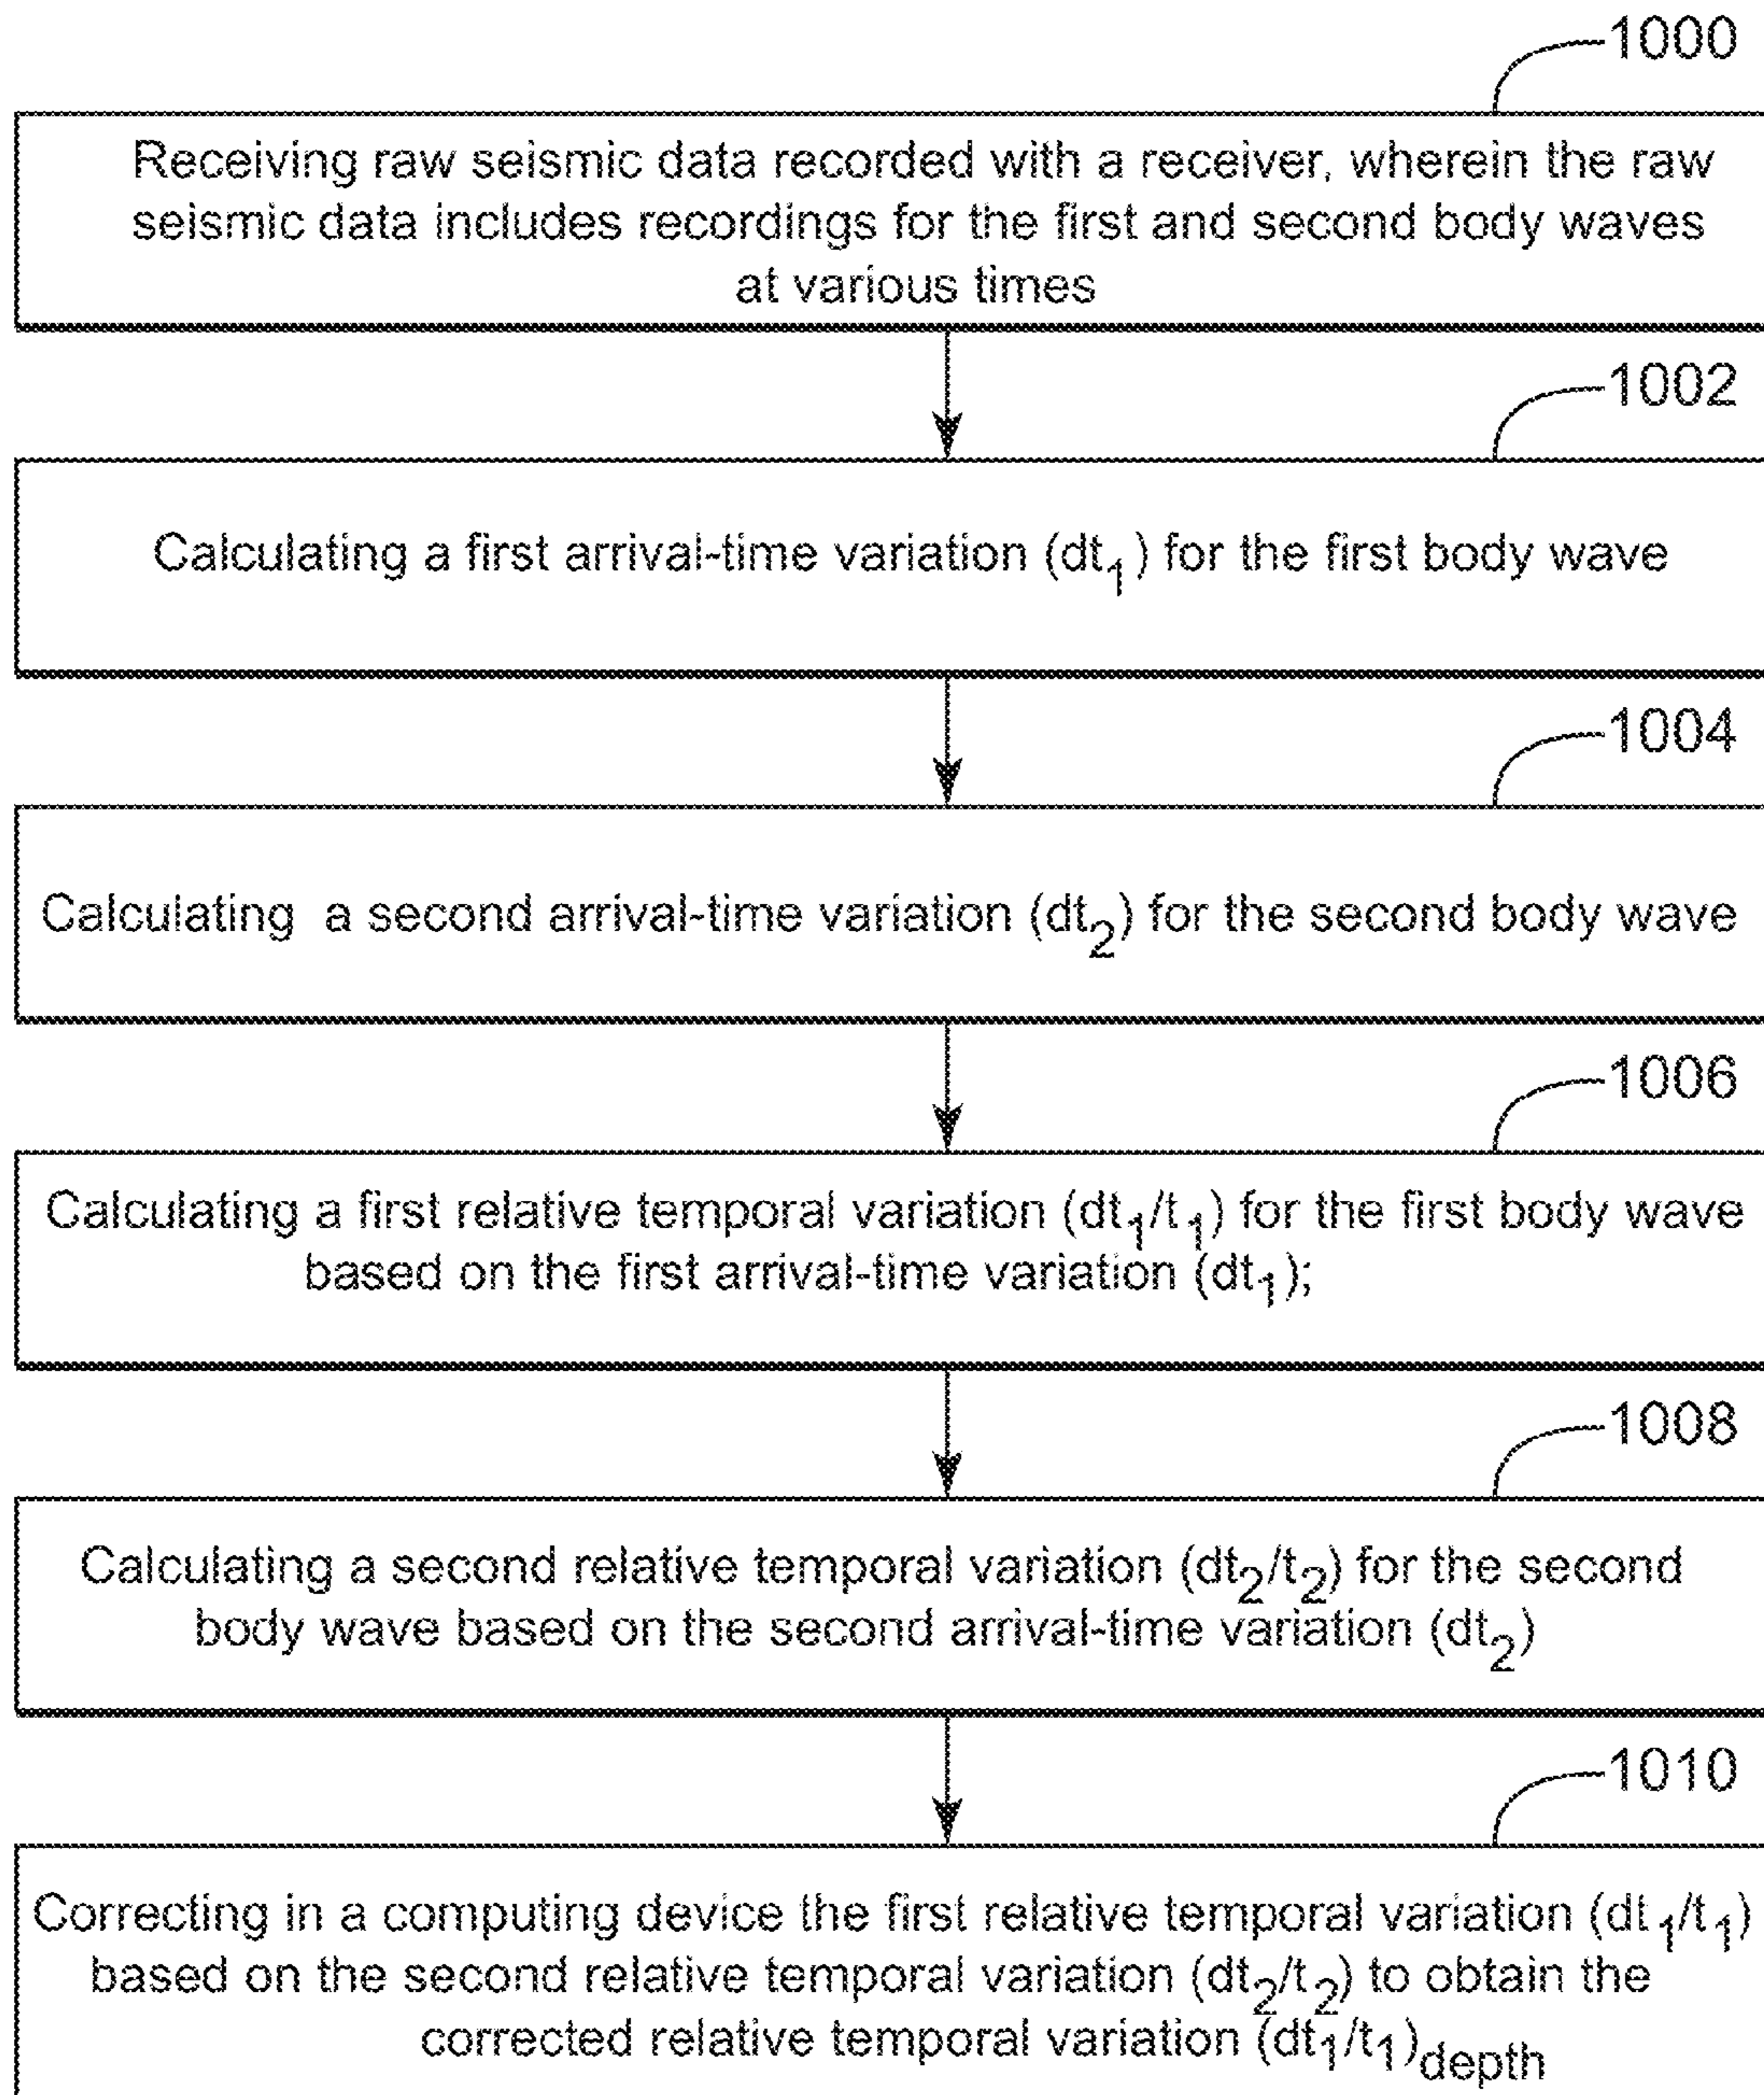 1000
Receiving raw seismic data recorded with a receiver, wherein the raw
seismic data includes recordings for the first and second body waves
at various times
1002
Calculating a first arrival-time variation (dt₁) for the first body wave
1004
Calculating a second arrival-time variation (dt₂) for the second body wave
1006
Calculating a first relative temporal variation (dt₁/t₁) for the first body wave
based on the first arrival-time variation (dt₁);
1008
Calculating a second relative temporal variation (dt₂/t₂) for the second
body wave based on the second arrival-time variation (dt₂)
1010
Correcting in a computing device the first relative temporal variation (dt₁/t₁)
based on the second relative temporal variation (dt₂/t₂) to obtain the
corrected relative temporal variation (dt₁/t₁)depth